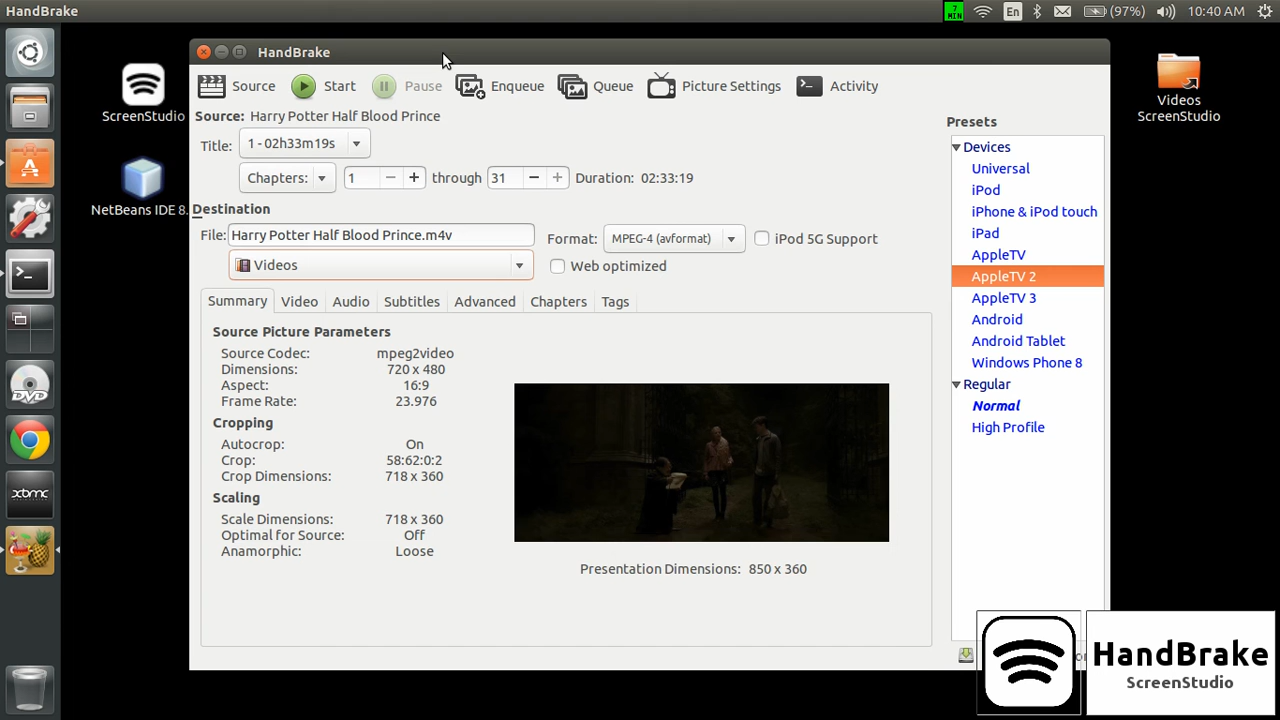 HandBrake
7 MIN
En
(97%)
10:40 AM
ScreenStudio
NetBeans IDE 8.
Videos
ScreenStudio
HandBrake
Source
Start
Pause
Enqueue
Queue
Picture Settings
Activity
Source: Harry Potter Half Blood Prince
Title: 1 - 02h33m19s
Chapters: 1 through 31 Duration: 02:33:19
Destination
File: Harry Potter Half Blood Prince.m4v
Format: MPEG-4 (avformat)
iPod 5G Support
Videos
Web optimized
Summary
Video
Audio
Subtitles
Advanced
Chapters
Tags
Source Picture Parameters
Source Codec: mpeg2video
Dimensions: 720 x 480
Aspect: 16:9
Frame Rate: 23.976
Cropping
Autocrop: On
Crop: 58:62:0:2
Crop Dimensions: 718 x 360
Scaling
Scale Dimensions: 718 x 360
Optimal for Source: Off
Anamorphic: Loose
Presentation Dimensions: 850 x 360
Presets
Devices
Universal
iPod
iPhone & iPod touch
iPad
AppleTV
AppleTV 2
AppleTV 3
Android
Android Tablet
Windows Phone 8
Regular
Normal
High Profile
DVD
xbmc
HandBrake
ScreenStudio